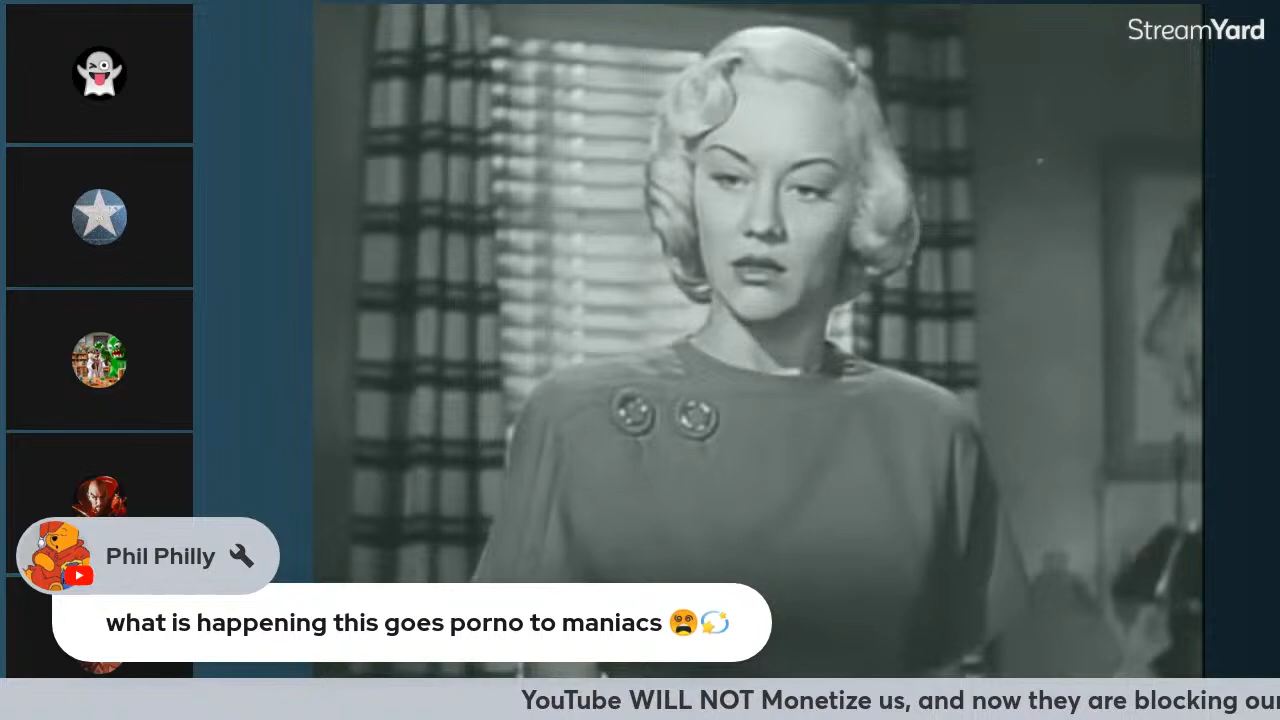 StreamYard
Phil Philly
what is happening this goes porno to maniacs 😨💫
YouTube WILL NOT Monetize us, and now they are blocking our